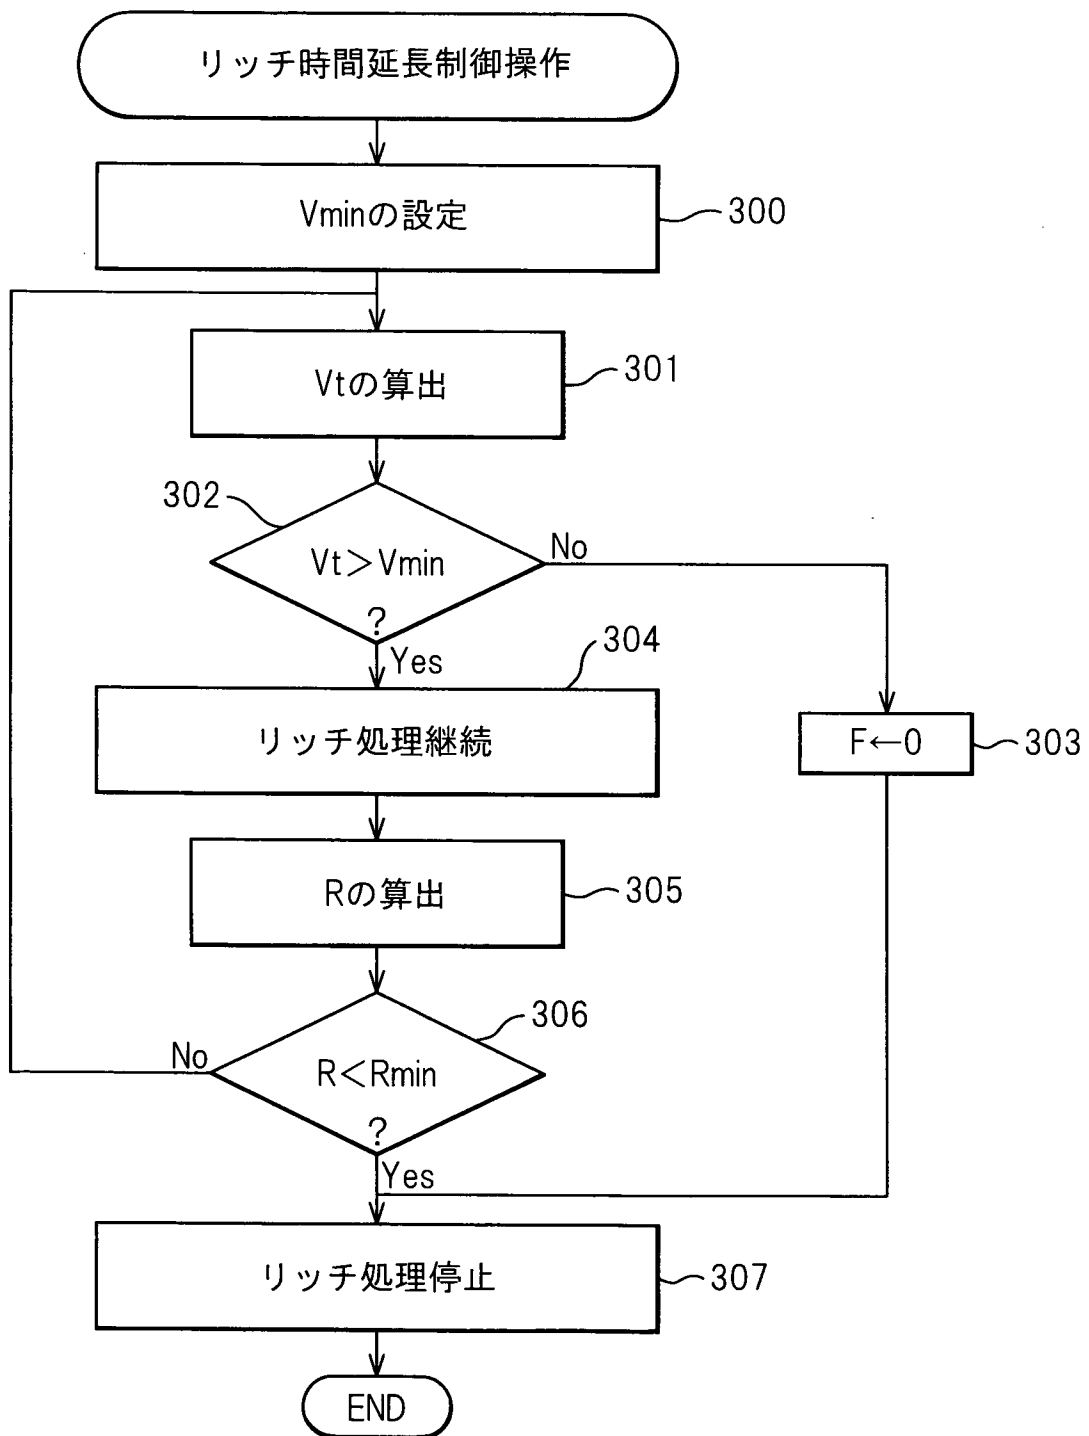 リッチ時間延長制御操作
Vminの設定
300
Vtの算出
301
302
Vt＞Vmin
?
No
Yes
304
リッチ処理継続
F←0
303
Rの算出
305
306
R＜Rmin
?
No
Yes
リッチ処理停止
307
END